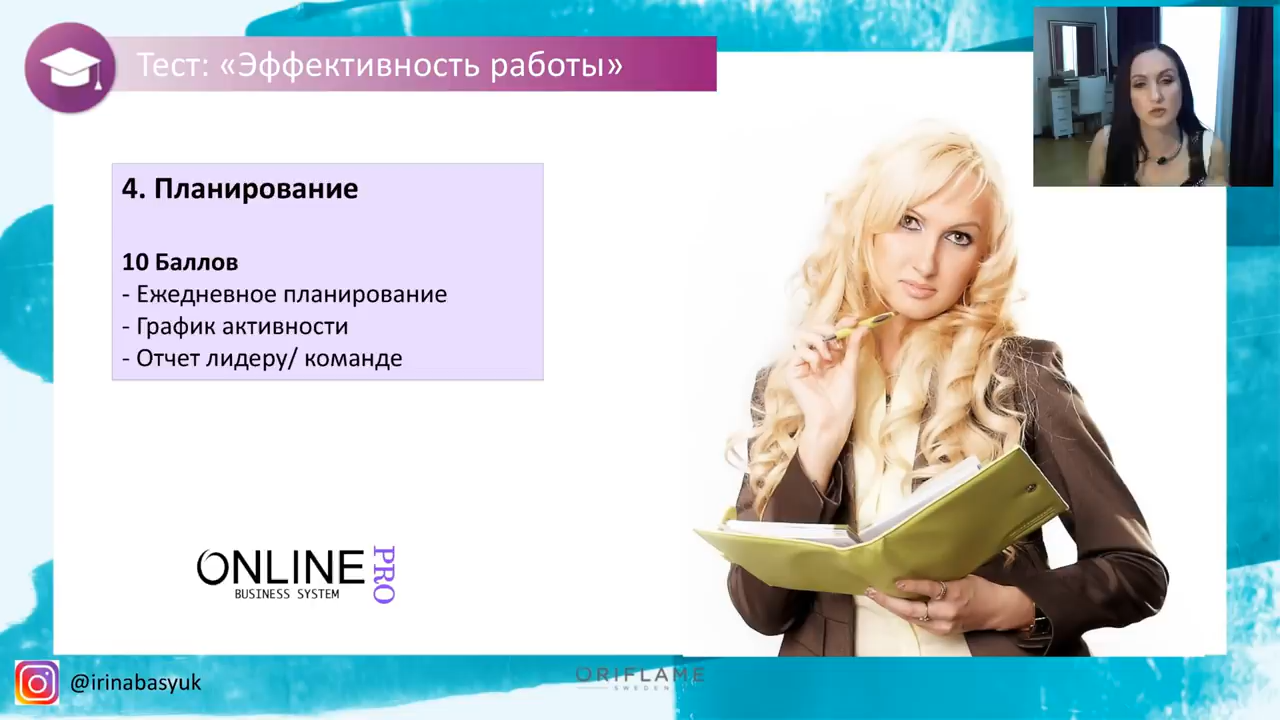 Тест: «Эффективность работы»
4. Планирование
10 Баллов
- Ежедневное планирование
- График активности
- Отчет лидеру/ команде
ONLINE PRO
BUSINESS SYSTEM
@irinabasyuk
ORIFLAME
SWEDEN